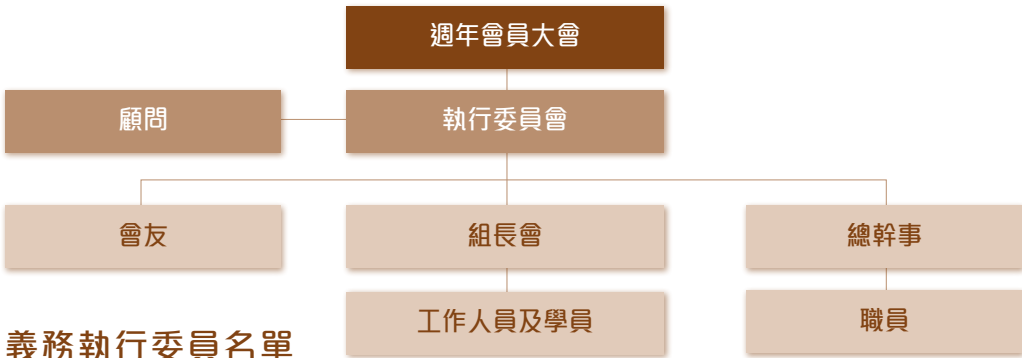 週年會員大會
顧問
執行委員會
會友
組長會
總幹事
工作人員及學員
職員
義務執行委員名單